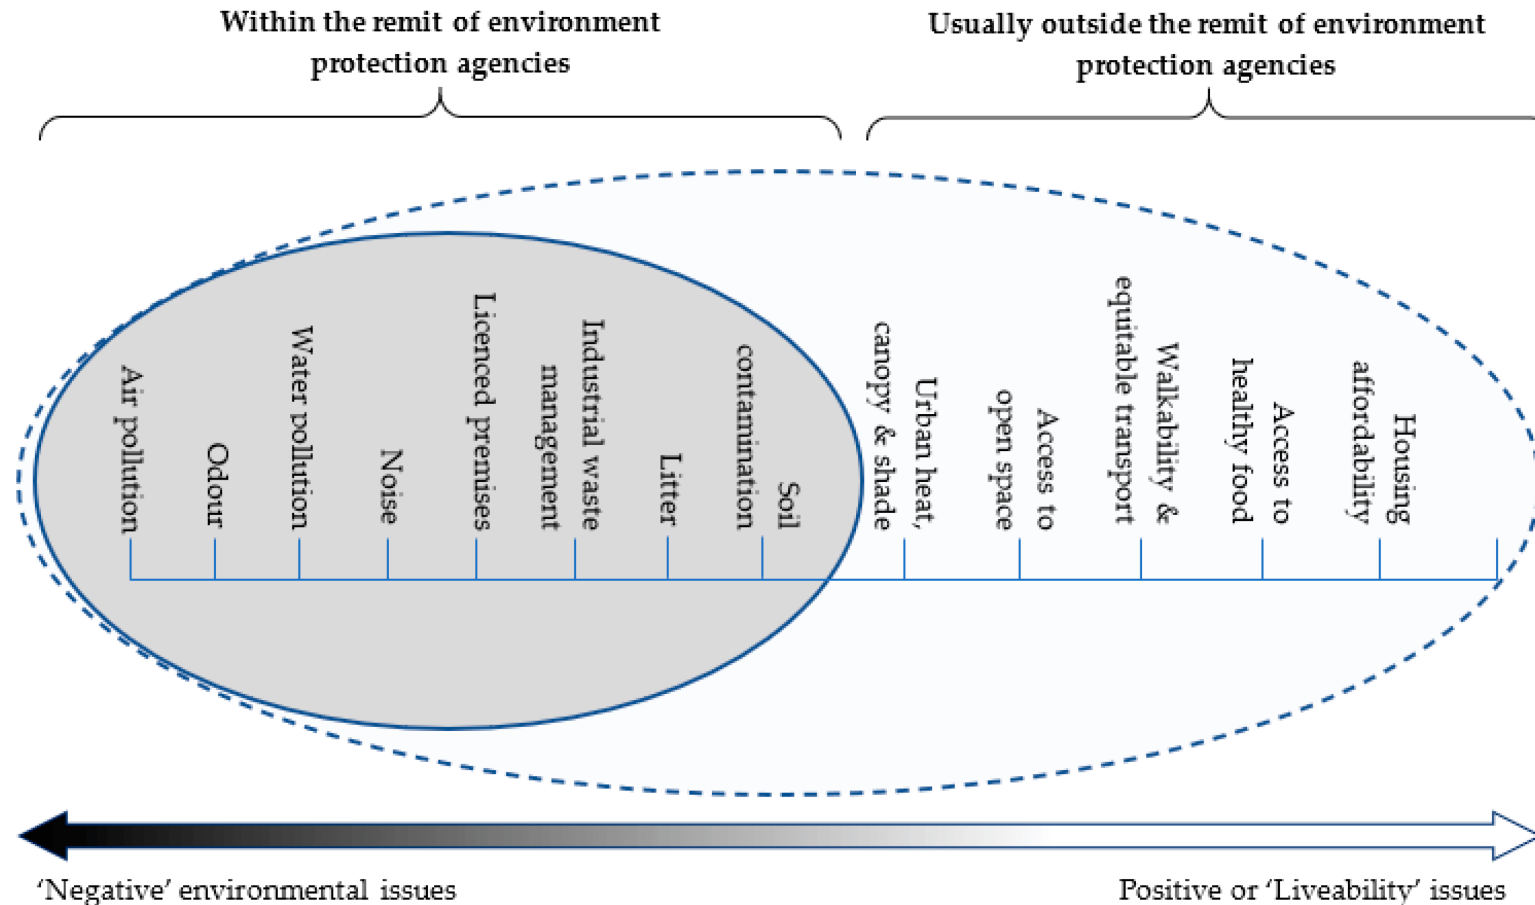 Within the remit of environment
protection agencies
Usually outside the remit of environment
protection agencies
Air pollution
Odour
Water pollution
Noise
Licenced premises
Industrial waste
management
Litter
Soil
contamination
Urban heat,
canopy & shade
Access to
open space
Walkability &
equitable transport
Access to
healthy food
Housing
affordability
‘Negative’ environmental issues
Positive or ‘Liveability’ issues